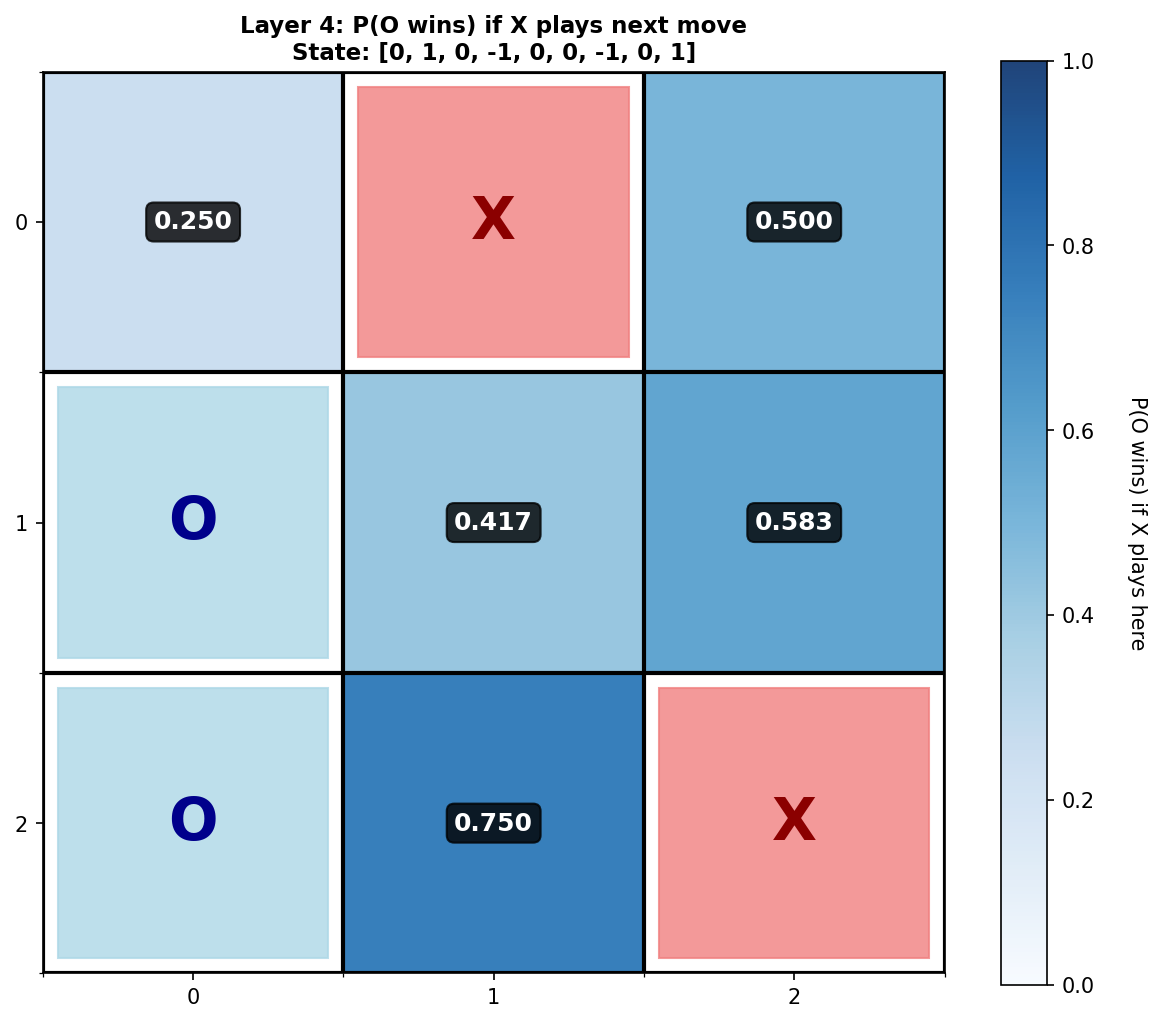 Layer 4: P(O wins) if X plays next move
State: [0, 1, 0, -1, 0, 0, -1, 0, 1]
0.250
X
0.500
0
O
0.417
0.583
1
O
0.750
X
2
0
1
2
1.0
0.8
0.6
0.4
0.2
0.0
P(O wins) if X plays here